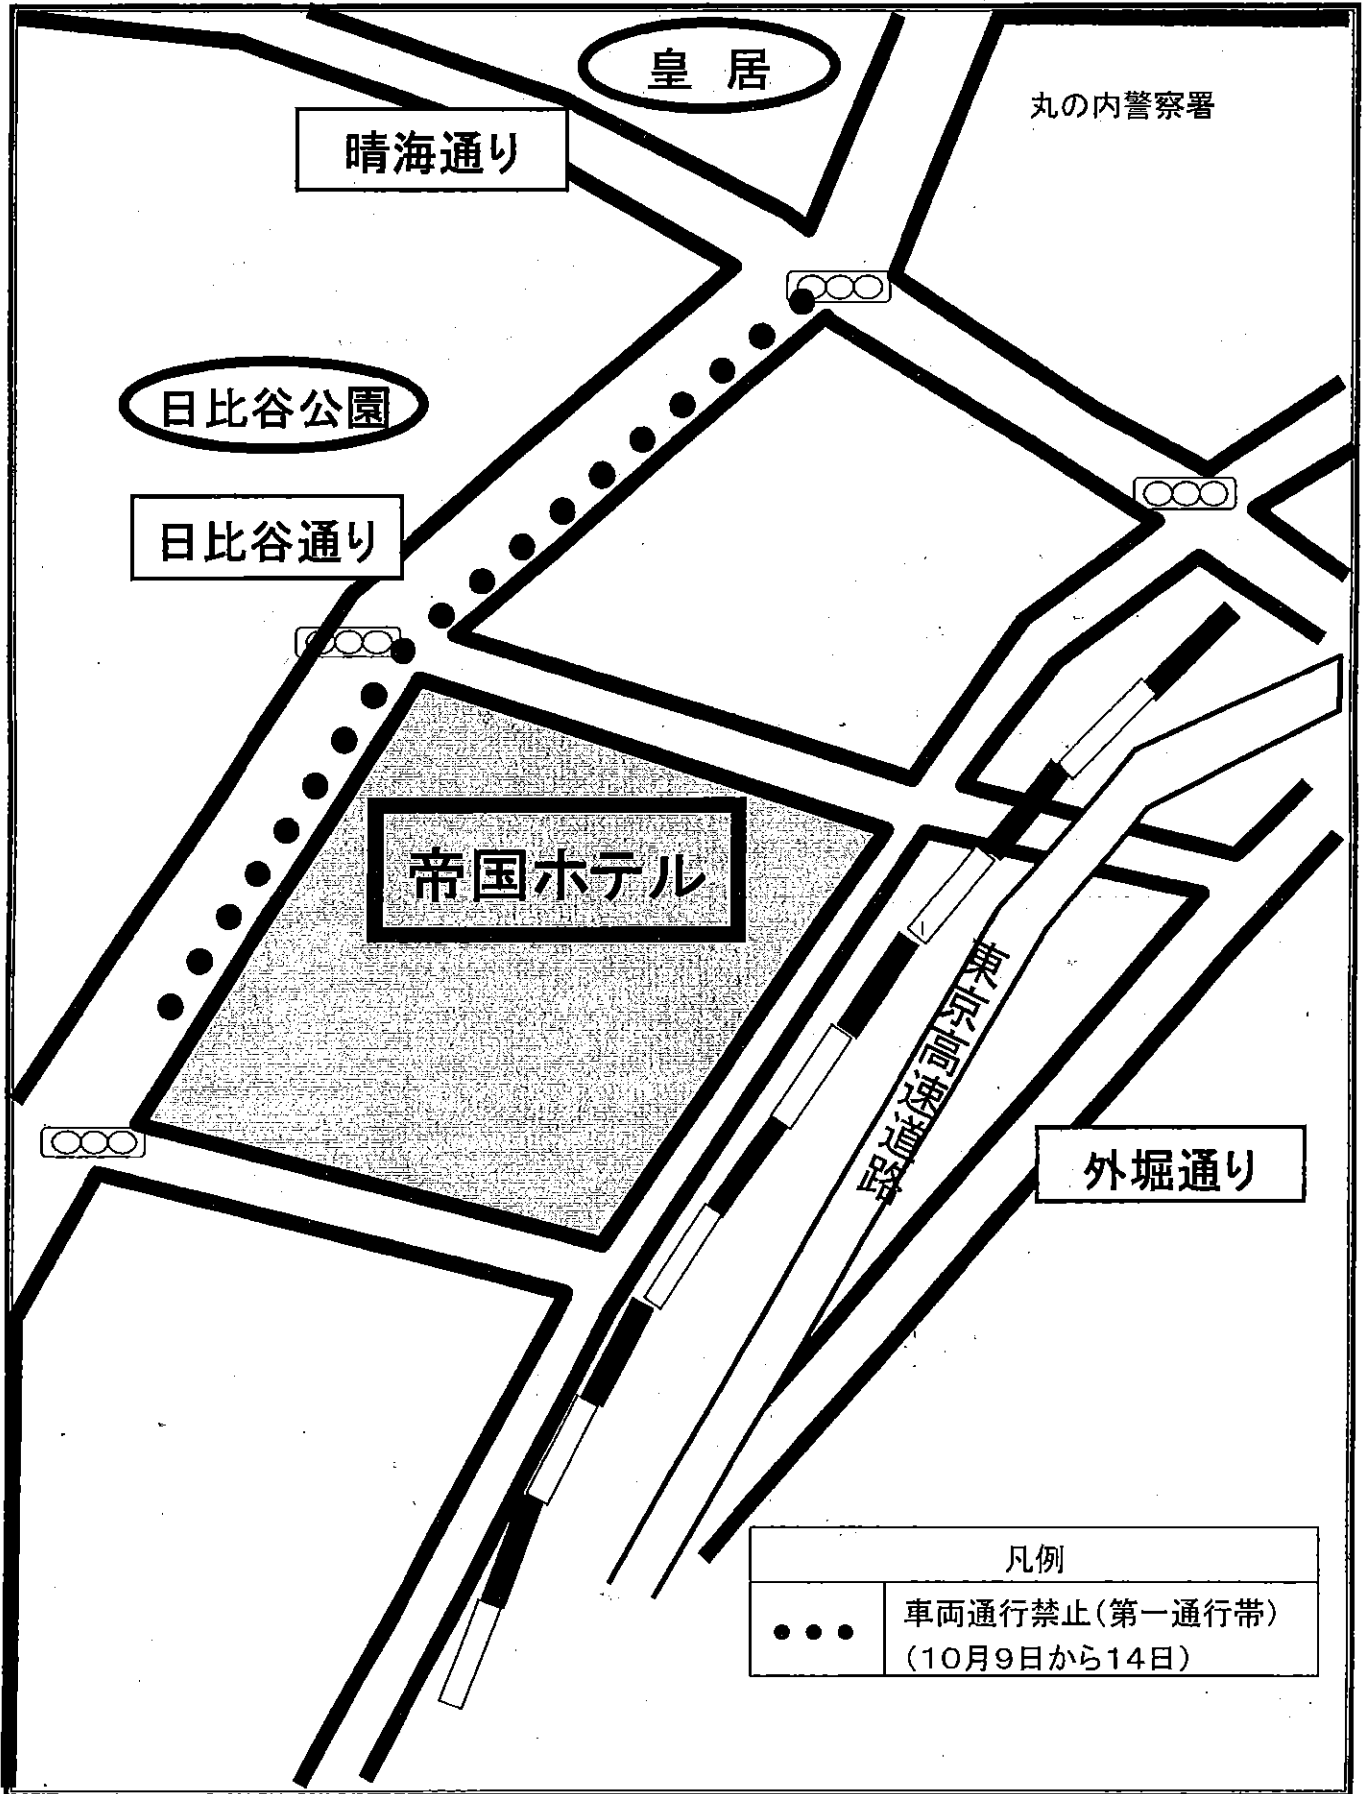 皇 居
丸の内警察署
晴海通り
日比谷公園
日比谷通り
帝国ホテル
東京高速道路
外堀通り
凡例
車両通行禁止(第一通行帯)
(10月9日から14日)